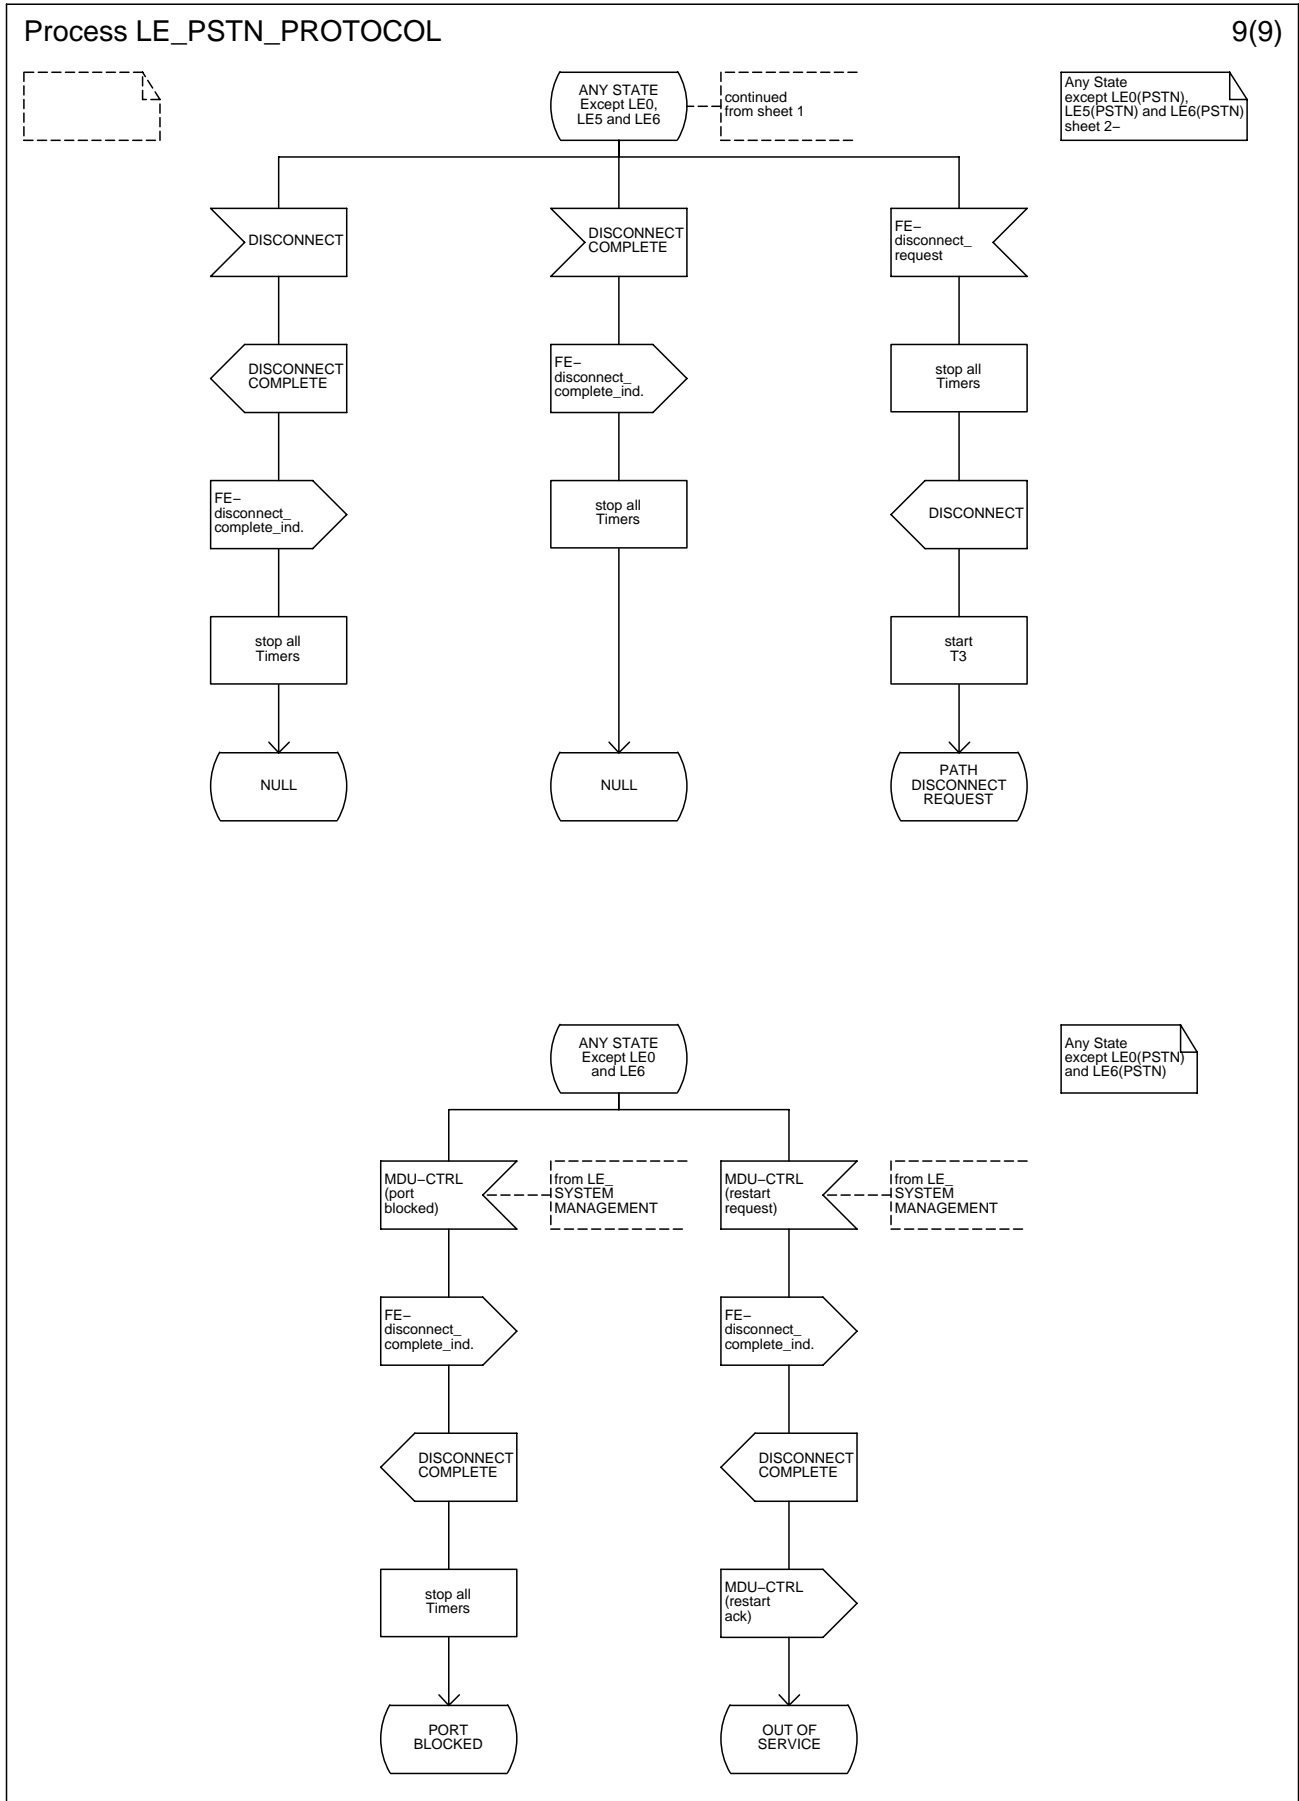 Process LE_PSTN_PROTOCOL
9(9)
ANY STATE
Except LE0,
LE5 and LE6
continued
from sheet 1
Any State
except LE0(PSTN),
LE5(PSTN) and LE6(PSTN)
sheet 2−
DISCONNECT
DISCONNECT
COMPLETE
FE−
disconnect_
request
DISCONNECT
COMPLETE
FE−
disconnect_
complete_ind.
stop all
Timers
FE−
disconnect_
complete_ind.
stop all
Timers
DISCONNECT
stop all
Timers
start
T3
NULL
NULL
PATH
DISCONNECT
REQUEST
ANY STATE
Except LE0
and LE6
Any State
except LE0(PSTN)
and LE6(PSTN)
MDU−CTRL
(port
blocked)
from LE_
SYSTEM
MANAGEMENT
MDU−CTRL
(restart
request)
from LE_
SYSTEM
MANAGEMENT
FE−
disconnect_
complete_ind.
FE−
disconnect_
complete_ind.
DISCONNECT
COMPLETE
DISCONNECT
COMPLETE
stop all
Timers
MDU−CTRL
(restart
ack)
PORT
BLOCKED
OUT OF
SERVICE